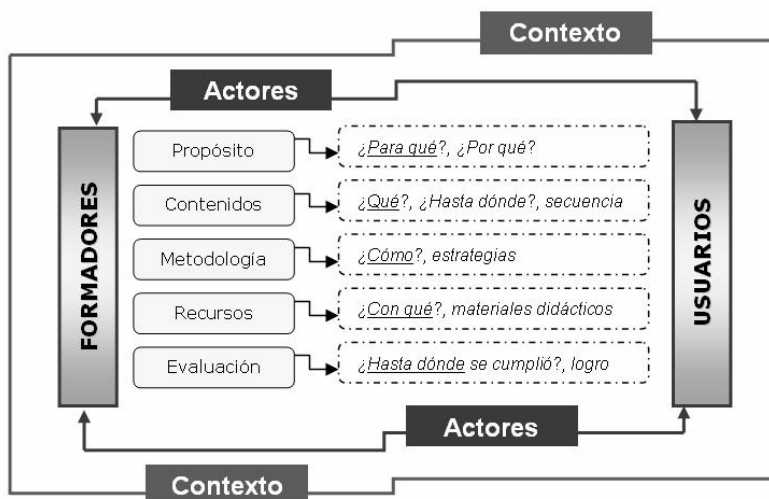 Contexto
Actores
FORMADORES
Propósito
¿Para qué?, ¿Por qué?
Contenidos
¿Qué?, ¿Hasta dónde?, secuencia
Metodología
¿Cómo?, estrategias
Recursos
¿Con qué?, materiales didácticos
Evaluación
¿Hasta dónde se cumplió?, logro
USUARIOS
Actores
Contexto